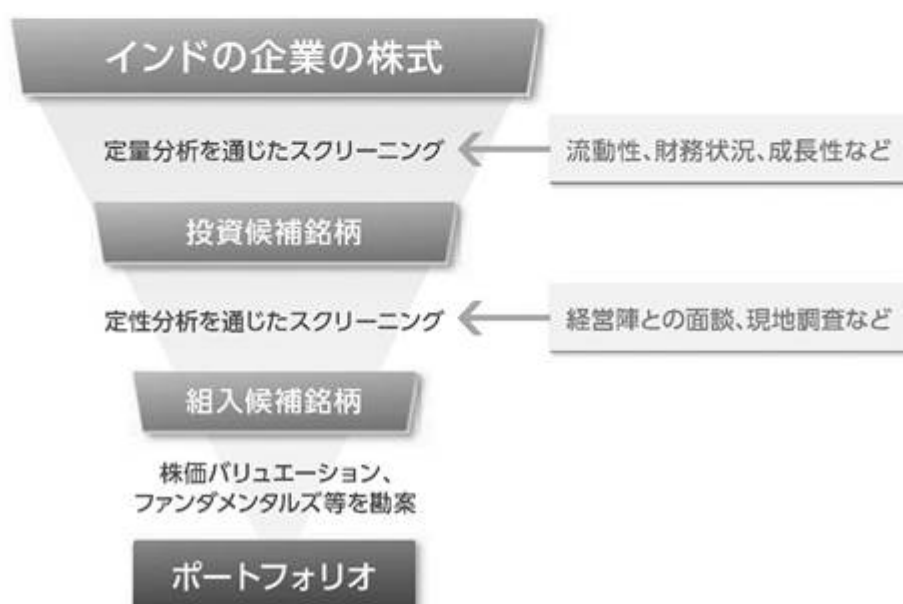 インドの企業の株式
定量分析を通じたスクリーニング
流動性、財務状況、成長性など
投資候補銘柄
定性分析を通じたスクリーニング
経営陣との面談、現地調査など
組入候補銘柄
株価バリュエーション、
ファンダメンタルズ等を勘案
ポートフォリオ